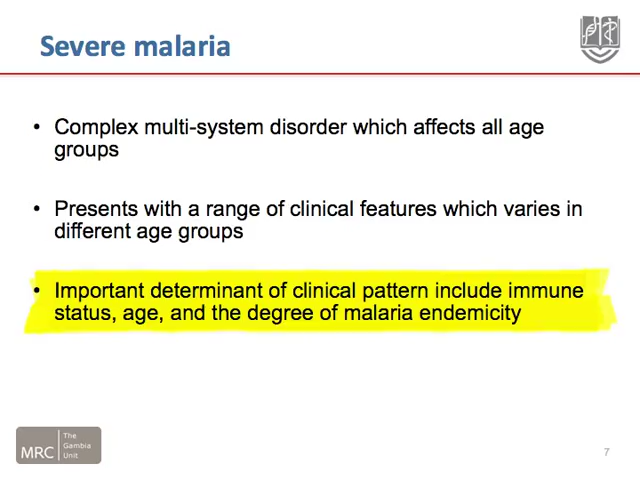 Severe malaria
• Complex multi-system disorder which affects all age
groups
• Presents with a range of clinical features which varies in
different age groups
• Important determinant of clinical pattern include immune
status, age, and the degree of malaria endemicity
MRC
The
Gambia
Unit
7